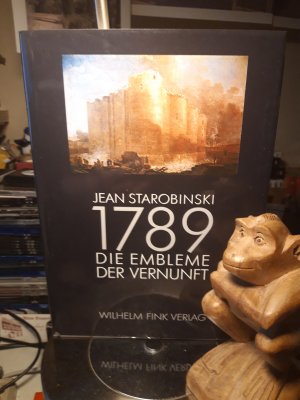 JEAN STAROBINSKI
1789
DIE EMBLEME
DER VERNUNFT
WILHELM FINK VERLAG